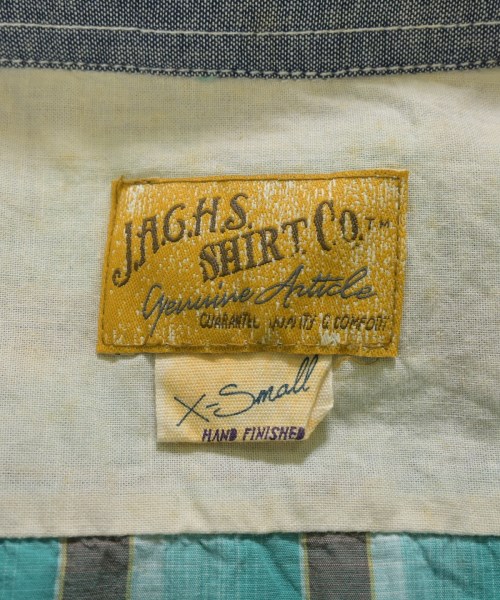 J.A.C.H.S.
SHIRT. CO.™
Genuine Article
GUARANTEE QUALITY & COMFORT
X-Small
HAND FINISHED